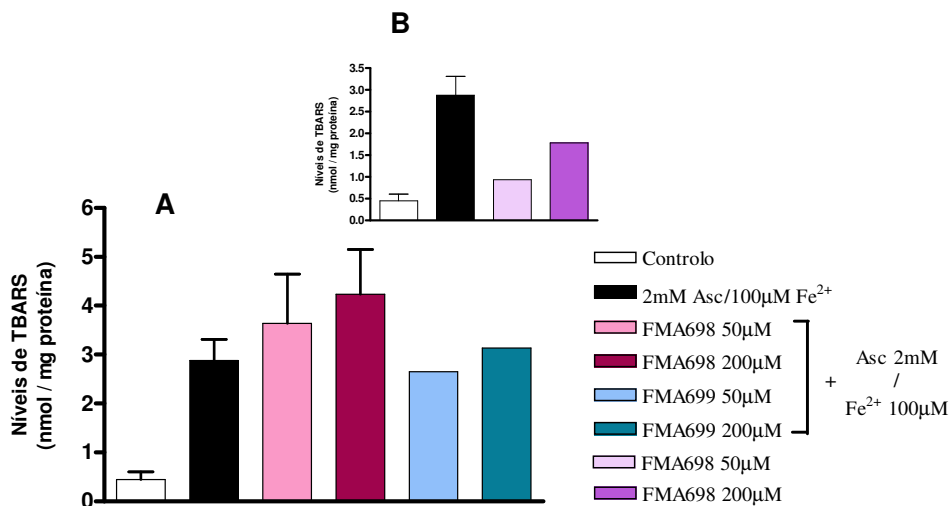 B
Níveis de TBARS
(nmol / mg proteína)
3.5
3.0
2.5
2.0
1.5
1.0
0.5
0.0
A
Níveis de TBARS
(nmol / mg proteína)
6
5
4
3
2
1
0
Controlo
2mM Asc/100μM Fe²⁺
FMA698 50μM
FMA698 200μM
FMA699 50μM
FMA699 200μM
FMA698 50μM
FMA698 200μM
+
Asc 2mM
/
Fe²⁺ 100μM